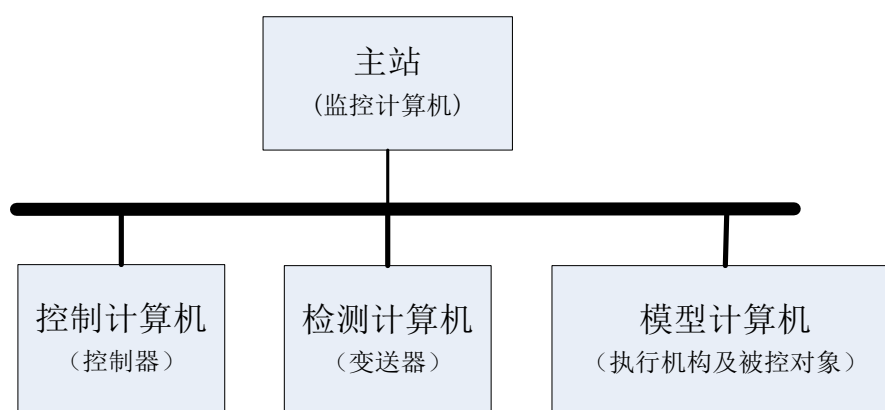 主站
(监控计算机)
控制计算机
（控制器）
检测计算机
（变送器）
模型计算机
（执行机构及被控对象）